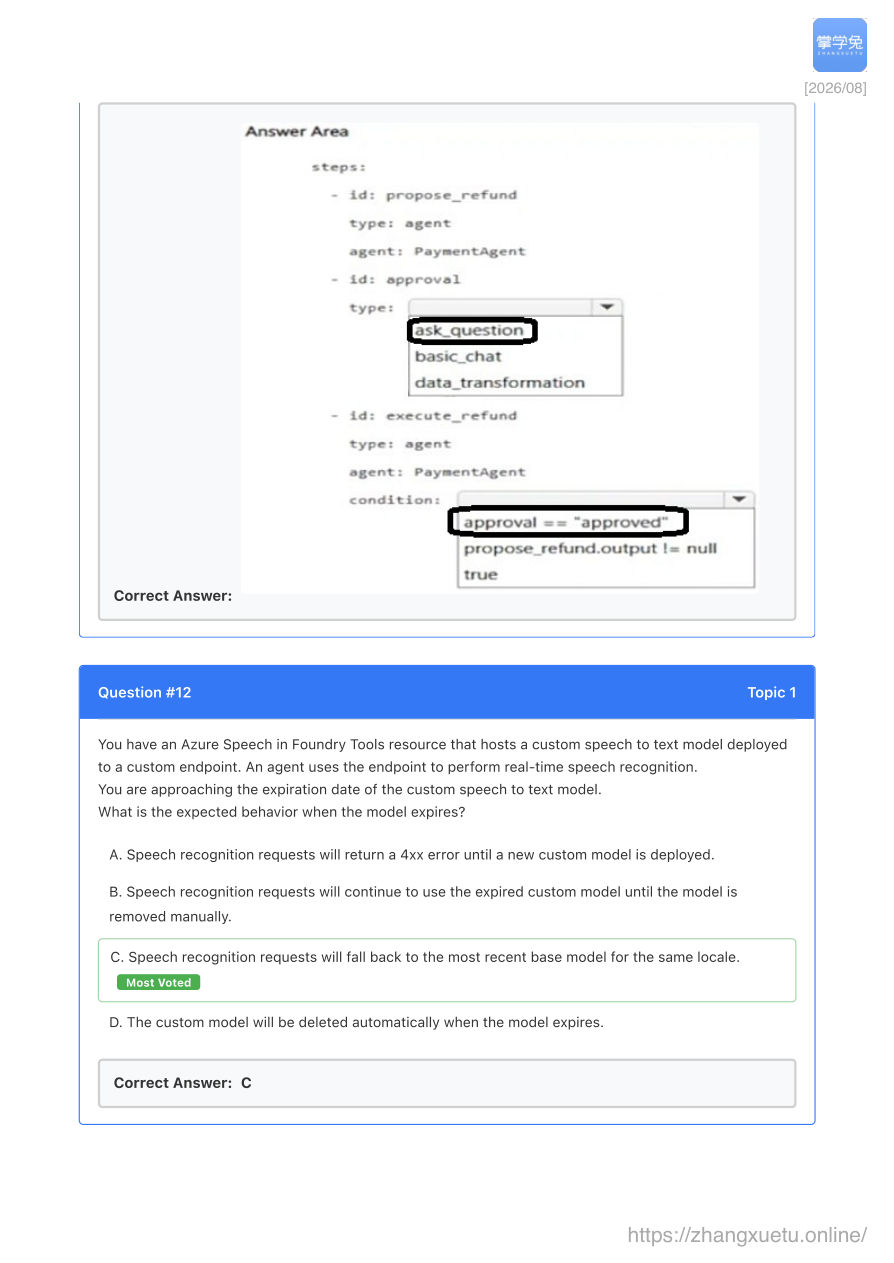 掌学兔
ZHANGXUETU
[2026/08]
Answer Area
steps:
- id: propose_refund
type: agent
agent: PaymentAgent
- id: approval
type:
ask_question
basic_chat
data_transformation
- id: execute_refund
type: agent
agent: PaymentAgent
condition:
approval == "approved"
propose_refund.output != null
true
Correct Answer:
Question #12 Topic 1
You have an Azure Speech in Foundry Tools resource that hosts a custom speech to text model deployed
to a custom endpoint. An agent uses the endpoint to perform real-time speech recognition.
You are approaching the expiration date of the custom speech to text model.
What is the expected behavior when the model expires?
A. Speech recognition requests will return a 4xx error until a new custom model is deployed.
B. Speech recognition requests will continue to use the expired custom model until the model is
removed manually.
C. Speech recognition requests will fall back to the most recent base model for the same locale.
Most Voted
D. The custom model will be deleted automatically when the model expires.
Correct Answer: C
https://zhangxuetu.online/